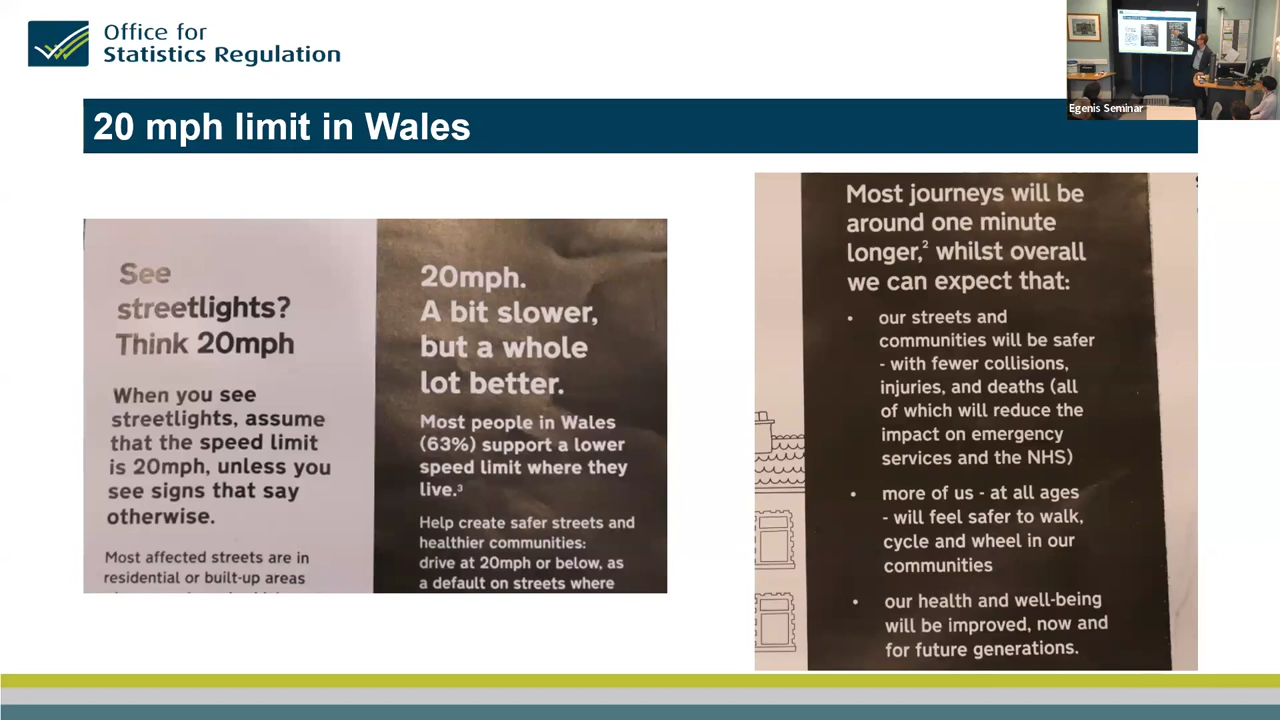 Office for
Statistics Regulation
Egenis Seminar
20 mph limit in Wales
See
streetlights?
Think 20mph
When you see
streetlights, assume
that the speed limit
is 20mph, unless you
see signs that say
otherwise.
Most affected streets are in
residential or built-up areas
20mph.
A bit slower,
but a whole
lot better.
Most people in Wales
(63%) support a lower
speed limit where they
live.³
Help create safer streets and
healthier communities:
drive at 20mph or below, as
a default on streets where
Most journeys will be
around one minute
longer,² whilst overall
we can expect that:
• our streets and
communities will be safer
- with fewer collisions,
injuries, and deaths (all
of which will reduce the
impact on emergency
services and the NHS)
• more of us - at all ages
- will feel safer to walk,
cycle and wheel in our
communities
• our health and well-being
will be improved, now and
for future generations.